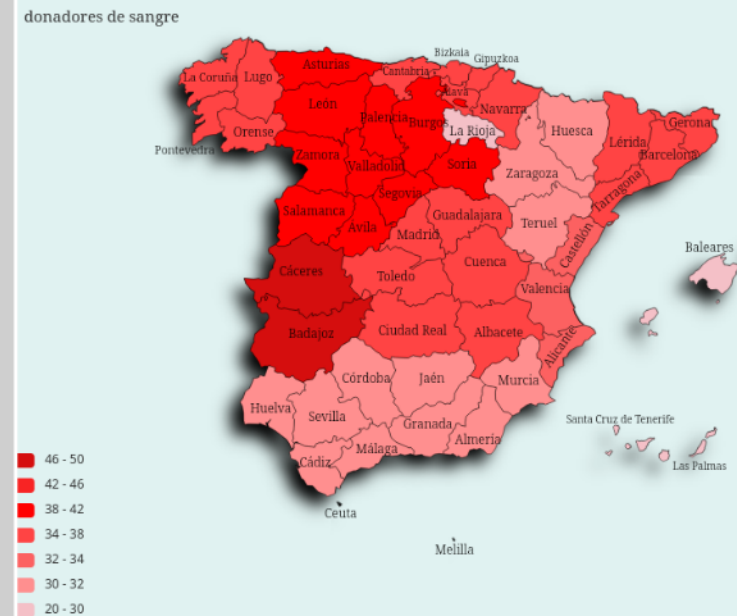 donadores de sangre
Bizkaia
Gipuzkoa
Asturias
Cantabria
La Coruña
Lugo
Álava
León
Palencia
Burgos
Navarra
La Rioja
Huesca
Lérida
Gerona
Barcelona
Orense
Pontevedra
Zamora
Valladolid
Soria
Zaragoza
Tarragona
Segovia
Salamanca
Ávila
Guadalajara
Madrid
Teruel
Castellón
Baleares
Cáceres
Toledo
Cuenca
Valencia
Badajoz
Ciudad Real
Albacete
Alicante
Córdoba
Jaén
Murcia
Huelva
Sevilla
Granada
Almería
Málaga
Cádiz
Santa Cruz de Tenerife
Las Palmas
Ceuta
Melilla
46 - 50
42 - 46
38 - 42
34 - 38
32 - 34
30 - 32
20 - 30